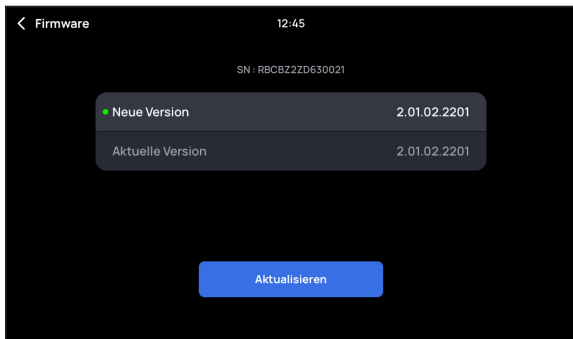 Firmware 12:45
SN : RBCBZ2ZD630021
Neue Version 2.01.02.2201
Aktuelle Version 2.01.02.2201
Aktualisieren